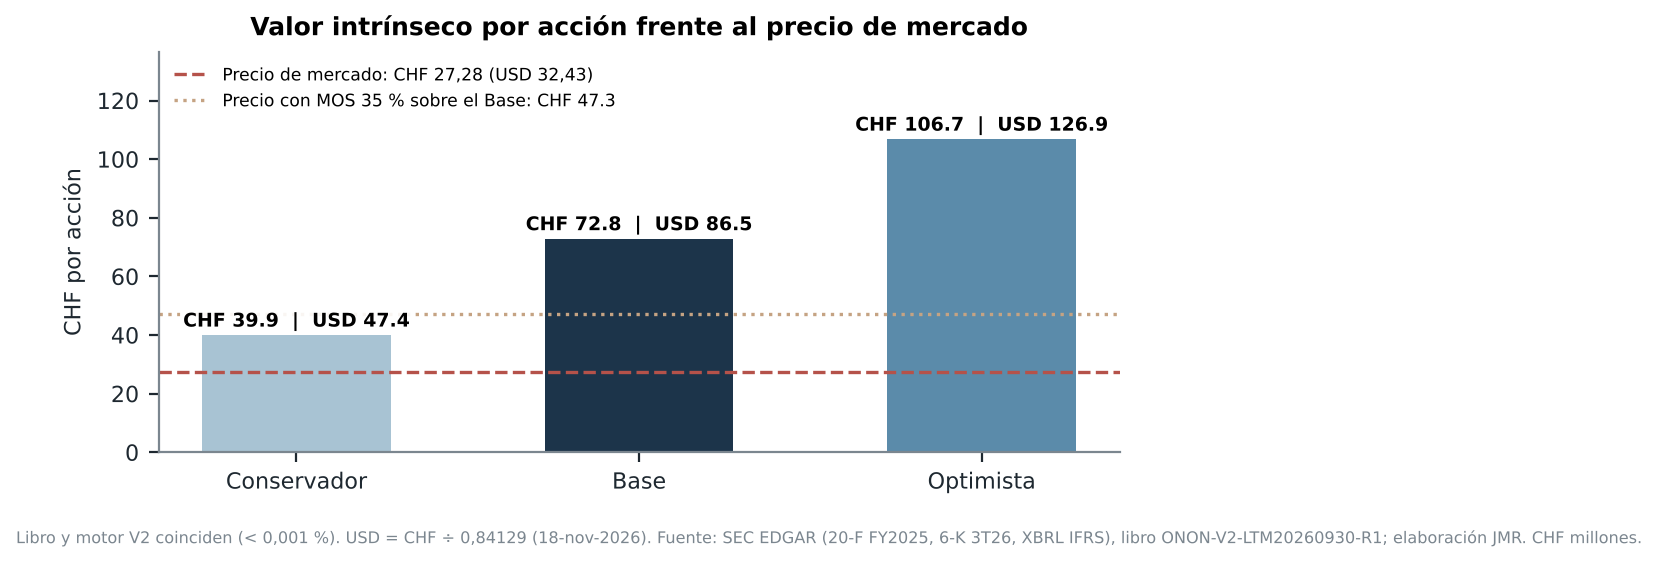 Valor intrínseco por acción frente al precio de mercado
Precio de mercado: CHF 27,28 (USD 32,43)
Precio con MOS 35 % sobre el Base: CHF 47.3
CHF por acción
120
100
80
60
40
20
0
CHF 39.9 | USD 47.4
CHF 72.8 | USD 86.5
CHF 106.7 | USD 126.9
Conservador
Base
Optimista
Libro y motor V2 coinciden (< 0,001 %). USD = CHF ÷ 0,84129 (18-nov-2026). Fuente: SEC EDGAR (20-F FY2025, 6-K 3T26, XBRL IFRS), libro ONON-V2-LTM20260930-R1; elaboración JMR. CHF millones.